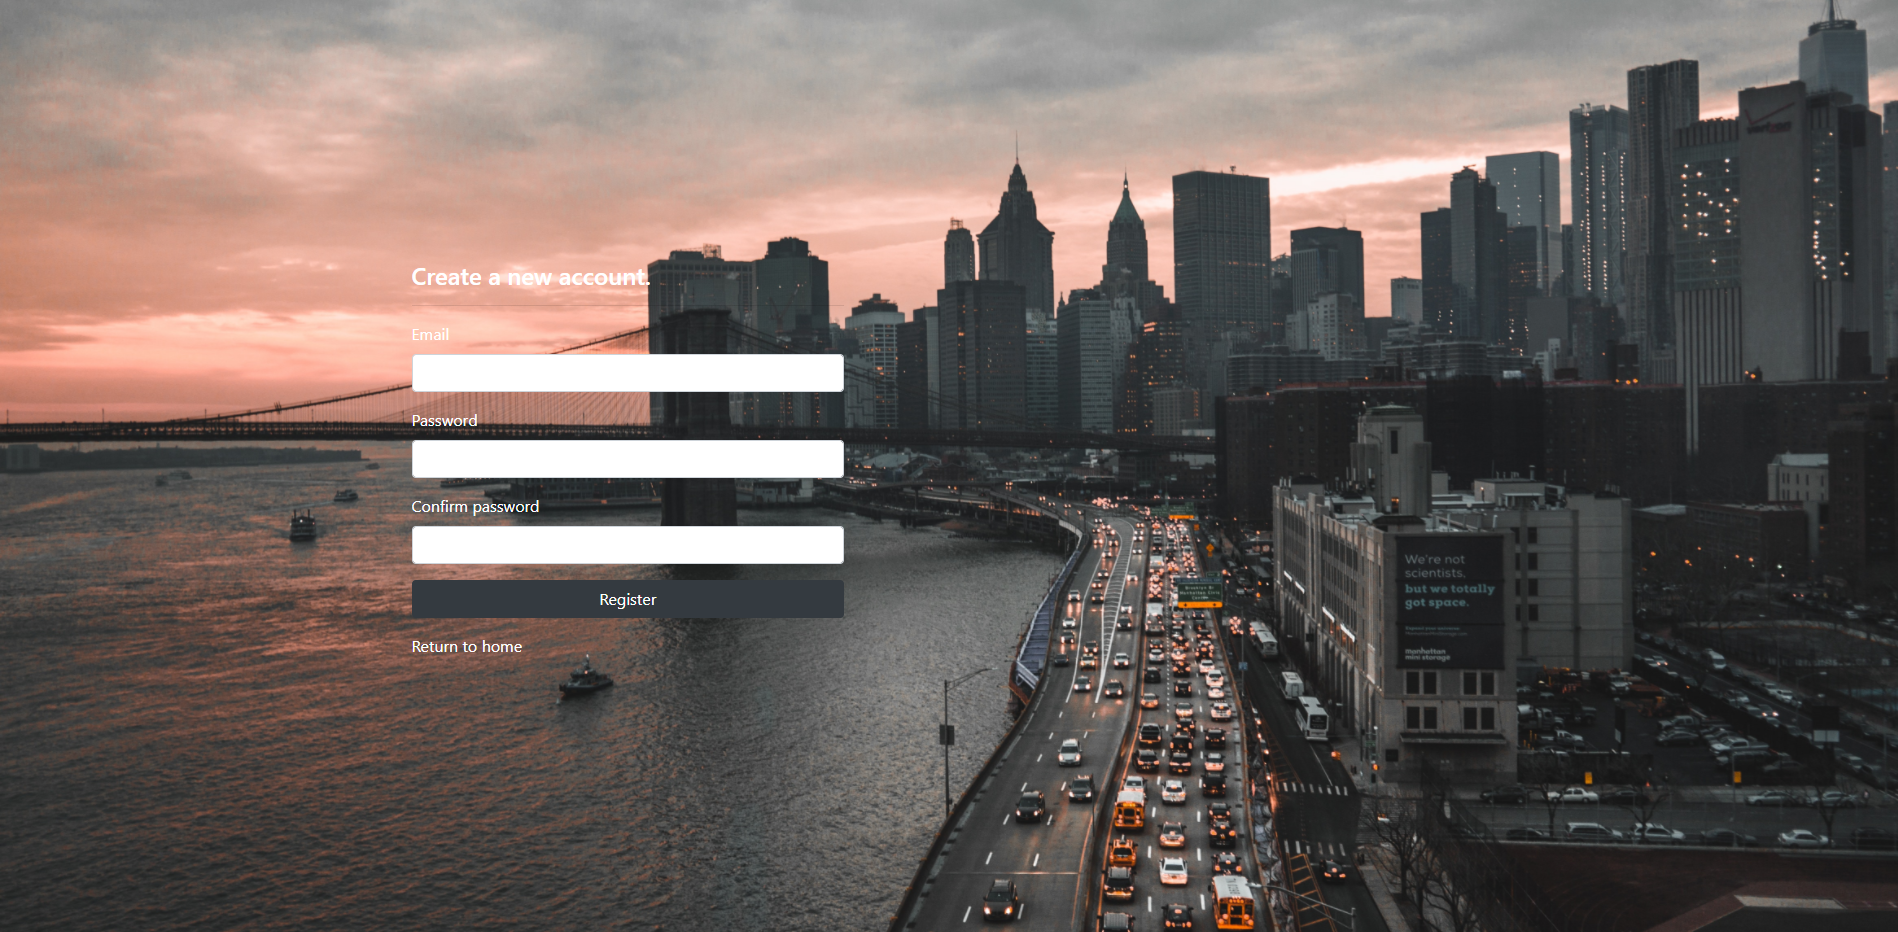 verizon
Create a new account.
Email
Password
Confirm password
Register
Return to home
We're not
scientists,
but we totally
got space.
manhattan
mini storage